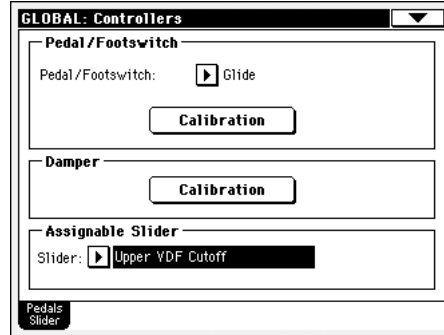 GLOBAL: Controllers
Pedal/Footswitch
Pedal/Footswitch: Glide
Calibration
Damper
Calibration
Assignable Slider
Slider: Upper VDF Cutoff
Pedals
Slider